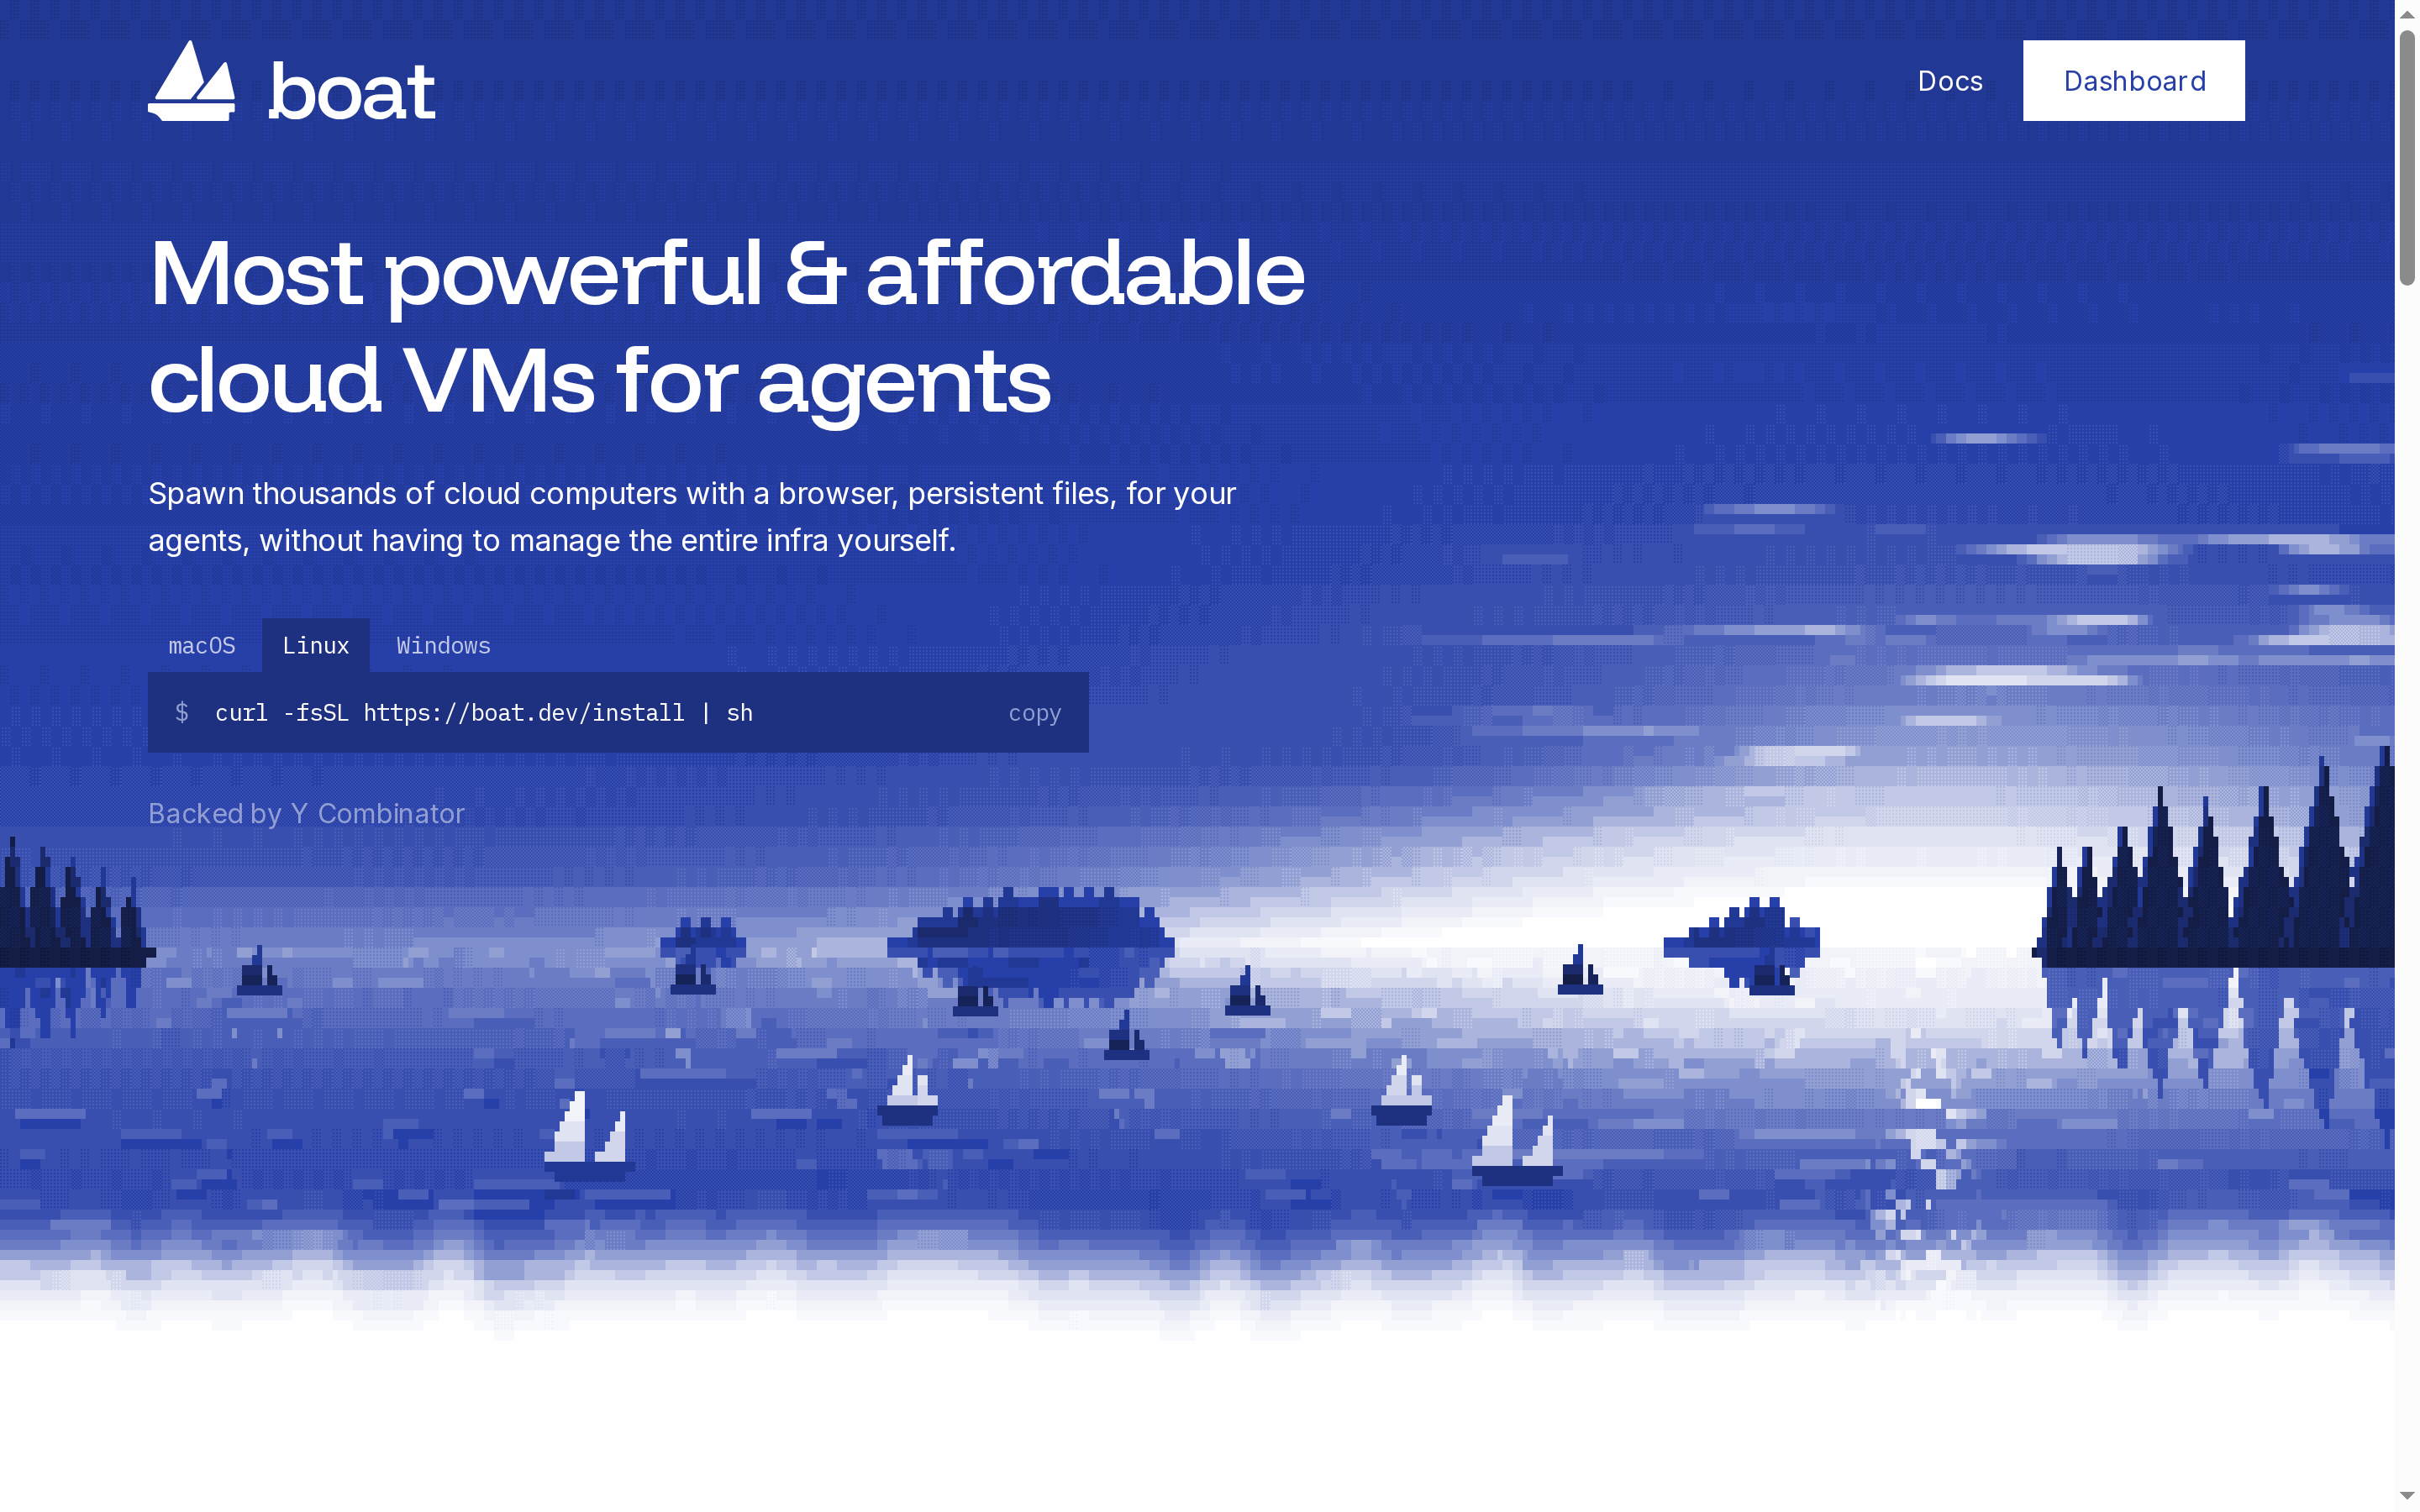 boat
Docs
Dashboard
Most powerful & affordable
cloud VMs for agents
Spawn thousands of cloud computers with a browser, persistent files, for your
agents, without having to manage the entire infra yourself.
macOS
Linux
Windows
$ curl -fsSL https://boat.dev/install | sh
copy
Backed by Y Combinator